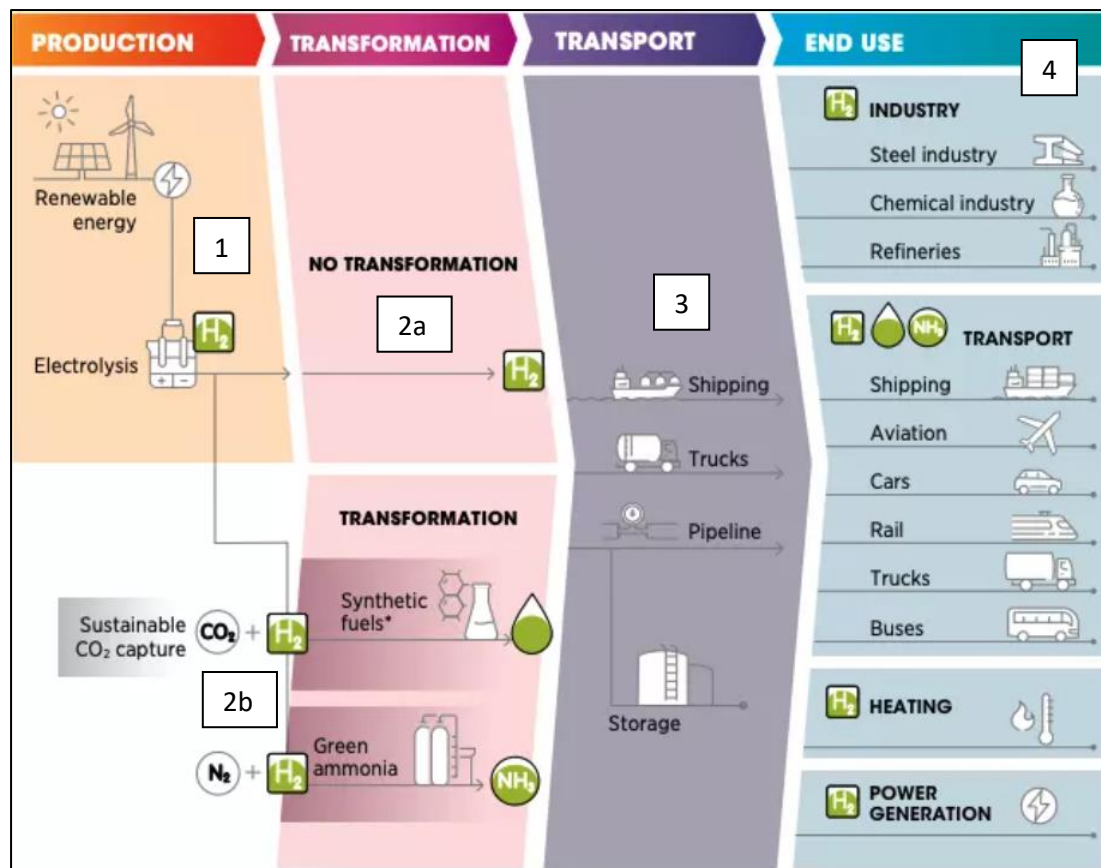 PRODUCTION
TRANSFORMATION
TRANSPORT
END USE
4
Renewable
energy
1
H₂
Electrolysis
NO TRANSFORMATION
2a
H₂
TRANSFORMATION
Sustainable
CO₂ capture
CO₂ + H₂
Synthetic
fuels*
2b
N₂ + H₂
Green
ammonia
NH₃
3
Shipping
Trucks
Pipeline
Storage
H₂ INDUSTRY
Steel industry
Chemical industry
Refineries
H₂ NH₃ TRANSPORT
Shipping
Aviation
Cars
Rail
Trucks
Buses
H₂ HEATING
H₂ POWER
GENERATION